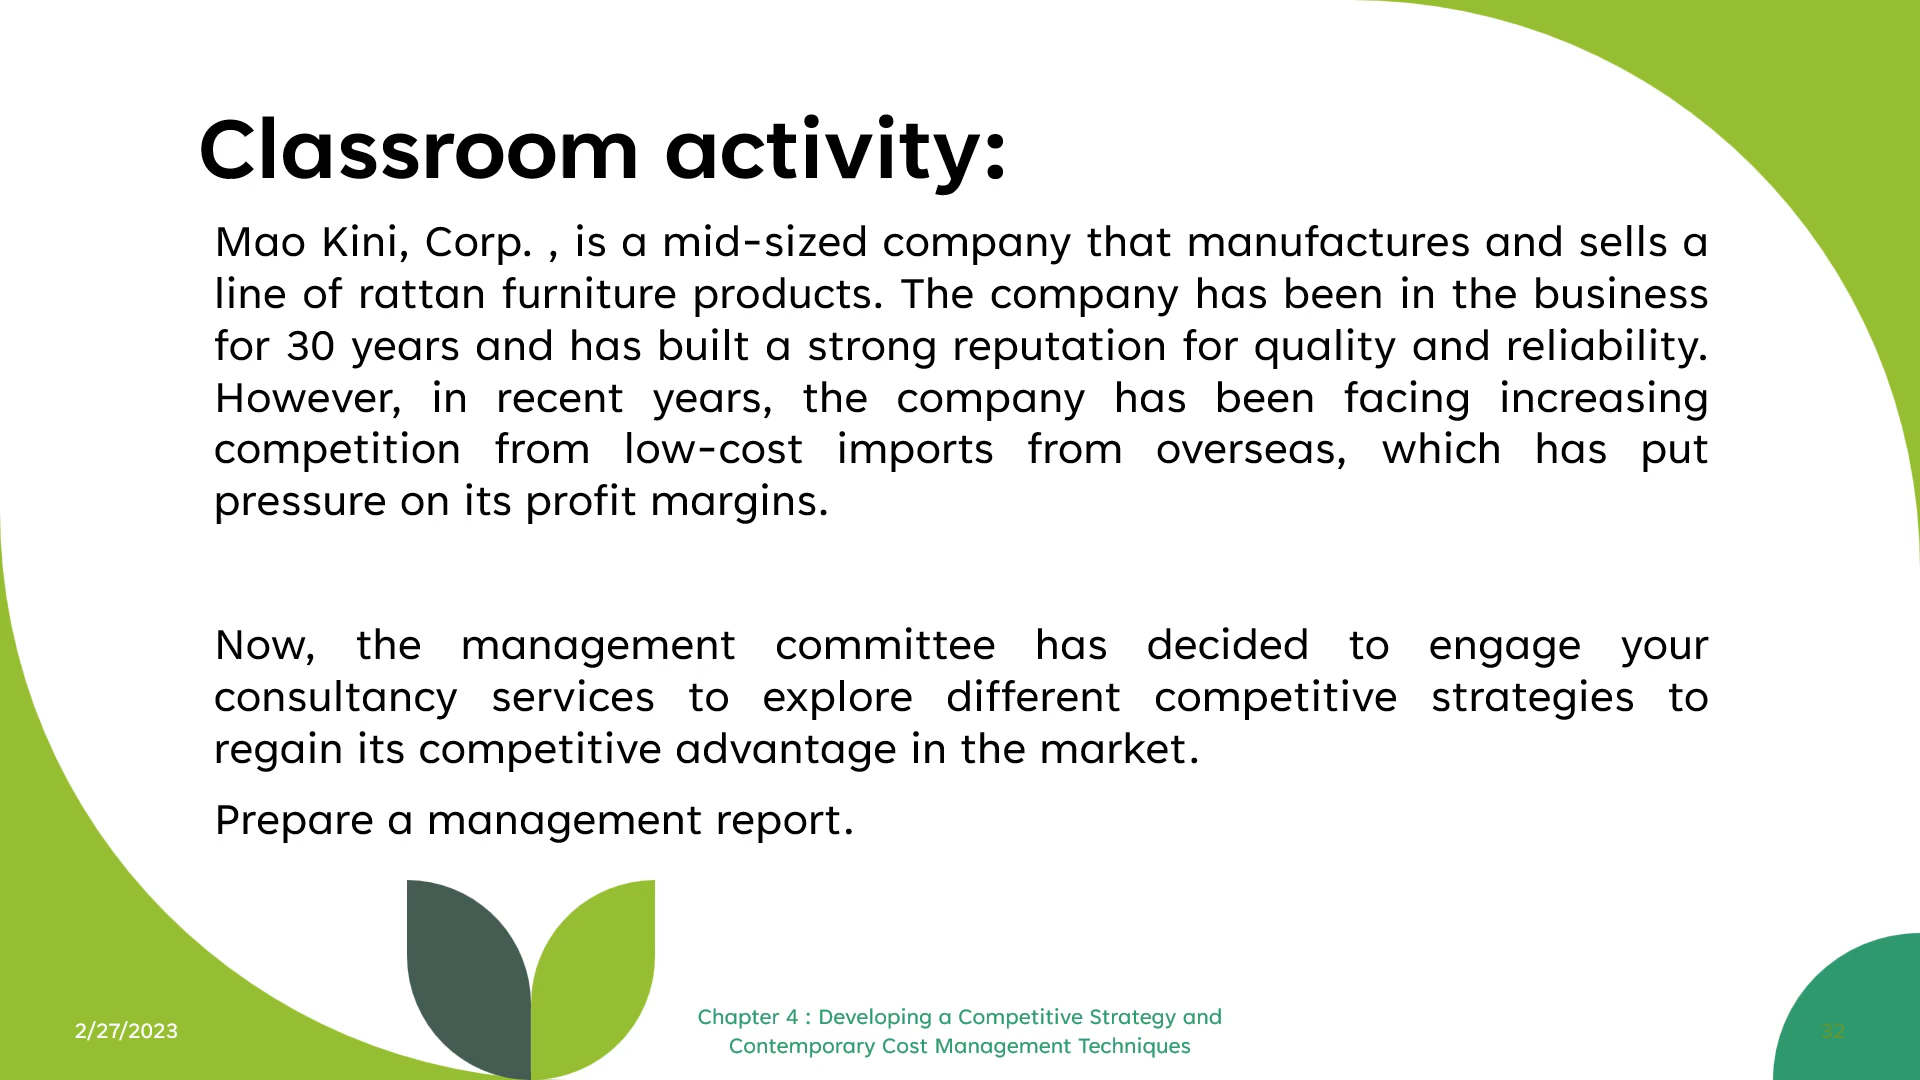 Classroom activity:
Mao Kini, Corp. , is a mid-sized company that manufactures and sells a
line of rattan furniture products. The company has been in the business
for 30 years and has built a strong reputation for quality and reliability.
However, in recent years, the company has been facing increasing
competition from low-cost imports from overseas, which has put
pressure on its profit margins.
Now, the management committee has decided to engage your
consultancy services to explore different competitive strategies to
regain its competitive advantage in the market.
Prepare a management report.
2/27/2023
Chapter 4 : Developing a Competitive Strategy and
Contemporary Cost Management Techniques
32